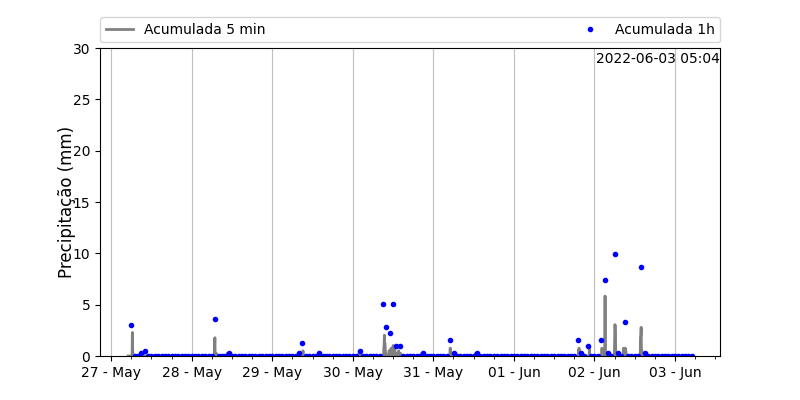 Acumulada 5 min
Acumulada 1h
2022-06-03 05:04
Precipitação (mm)
30
25
20
15
10
5
0
27 - May
28 - May
29 - May
30 - May
31 - May
01 - Jun
02 - Jun
03 - Jun